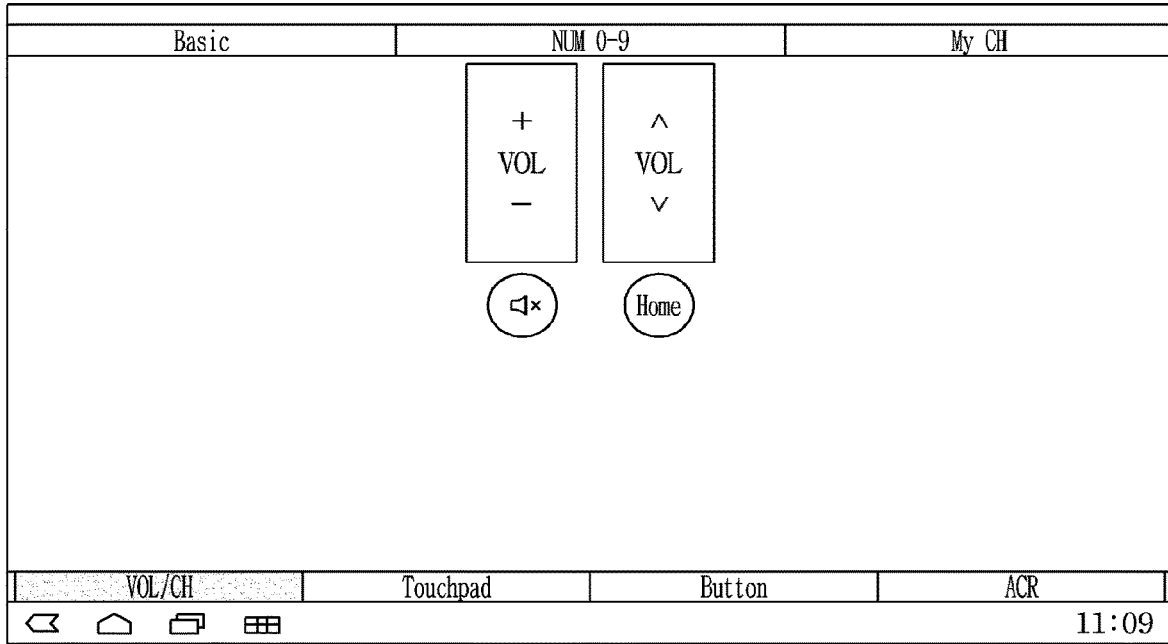 Basic NUM 0-9 My CH
+ ^
VOL VOL
− v
Home
VOL/CH Touchpad Button ACR
11:09